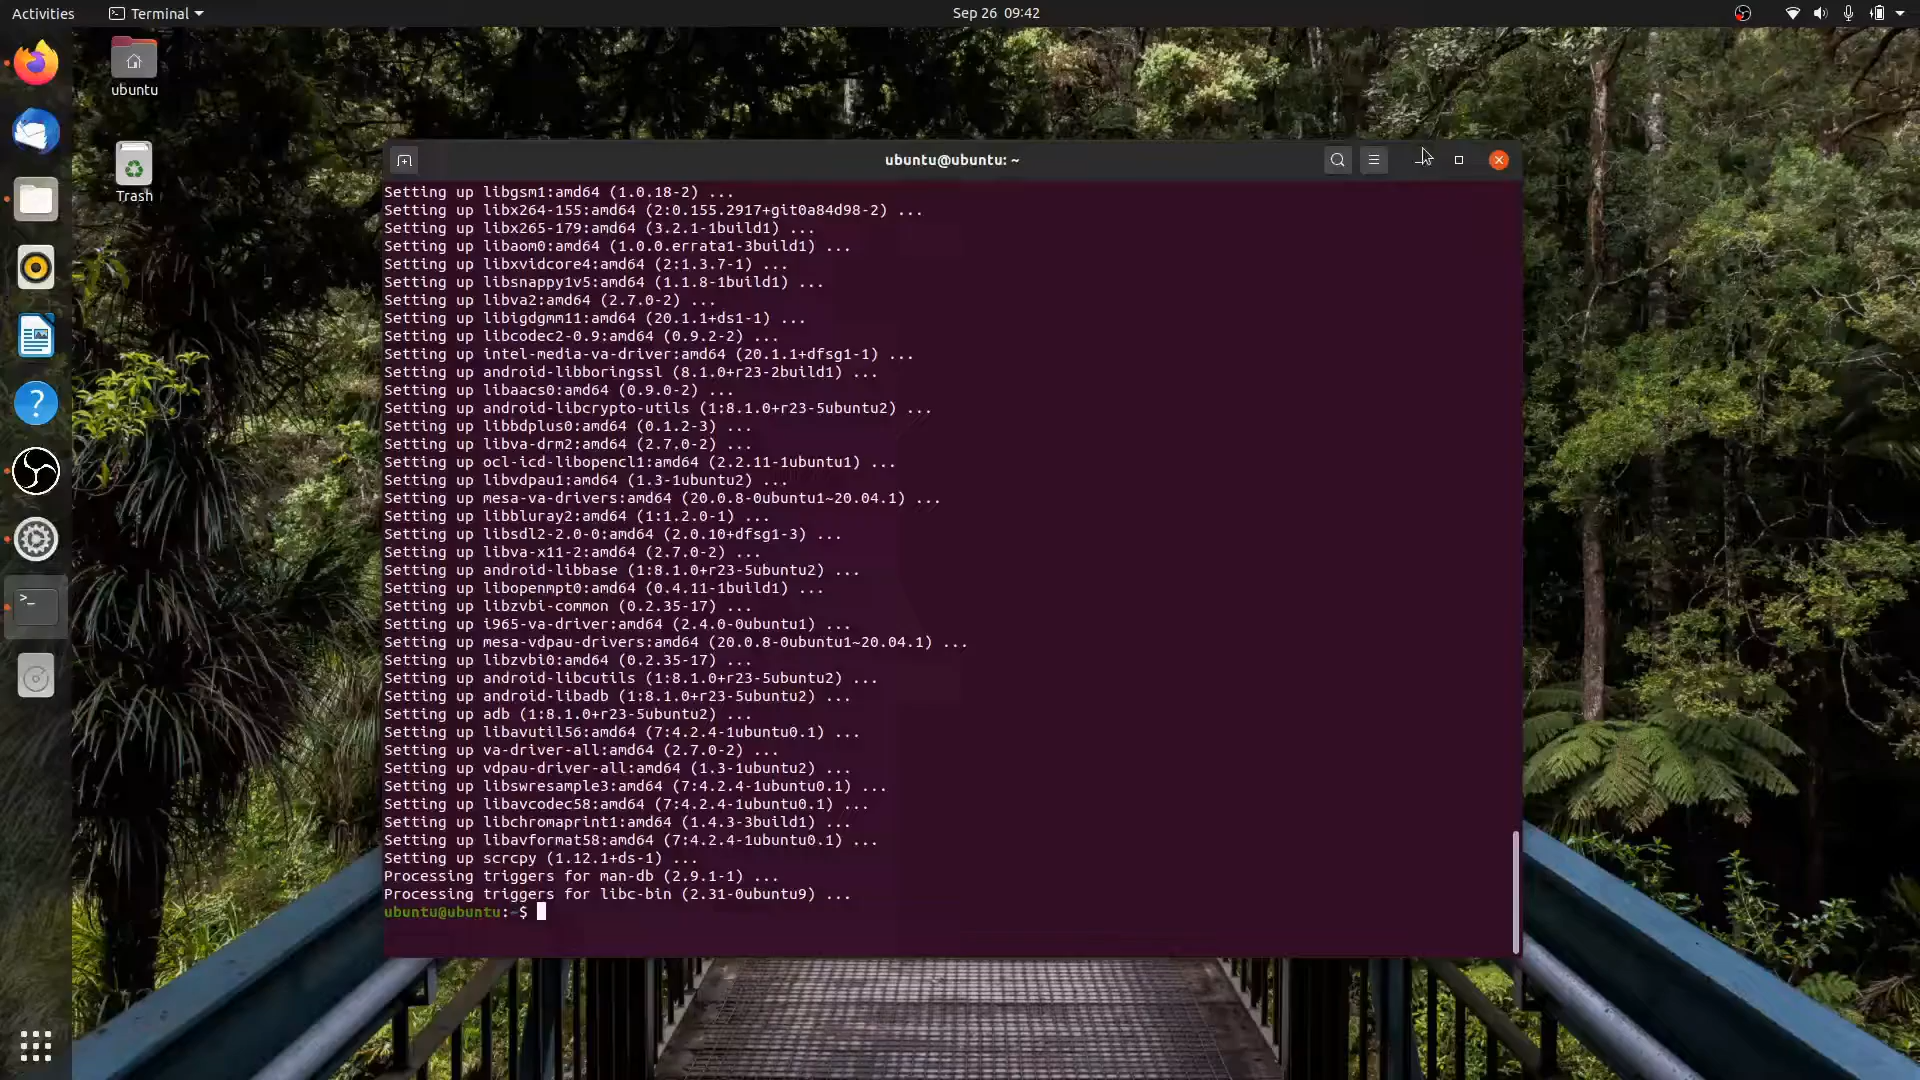 Activities
Terminal
Sep 26 09:42
ubuntu
Trash
ubuntu@ubuntu: ~
Setting up libgsm1:amd64 (1.0.18-2) ...
Setting up libx264-155:amd64 (2:0.155.2917+git0a84d98-2) ...
Setting up libx265-179:amd64 (3.2.1-1build1) ...
Setting up libaom0:amd64 (1.0.0.errata1-3build1) ...
Setting up libxvidcore4:amd64 (2:1.3.7-1) ...
Setting up libsnappy1v5:amd64 (1.1.8-1build1) ...
Setting up libva2:amd64 (2.7.0-2) ...
Setting up libigdgmm11:amd64 (20.1.1+ds1-1) ...
Setting up libcodec2-0.9:amd64 (0.9.2-2) ...
Setting up intel-media-va-driver:amd64 (20.1.1+dfsg1-1) ...
Setting up android-libboringssl (8.1.0+r23-2build1) ...
Setting up libaacs0:amd64 (0.9.0-2) ...
Setting up android-libcrypto-utils (1:8.1.0+r23-5ubuntu2) ...
Setting up libbdplus0:amd64 (0.1.2-3) ...
Setting up libva-drm2:amd64 (2.7.0-2) ...
Setting up ocl-icd-libopencl1:amd64 (2.2.11-1ubuntu1) ...
Setting up libvdpau1:amd64 (1.3-1ubuntu2) ...
Setting up mesa-va-drivers:amd64 (20.0.8-0ubuntu1~20.04.1) ...
Setting up libbluray2:amd64 (1:1.2.0-1) ...
Setting up libsdl2-2.0-0:amd64 (2.0.10+dfsg1-3) ...
Setting up libva-x11-2:amd64 (2.7.0-2) ...
Setting up android-libbase (1:8.1.0+r23-5ubuntu2) ...
Setting up libopenmpt0:amd64 (0.4.11-1build1) ...
Setting up libzvbi-common (0.2.35-17) ...
Setting up i965-va-driver:amd64 (2.4.0-0ubuntu1) ...
Setting up mesa-vdpau-drivers:amd64 (20.0.8-0ubuntu1~20.04.1) ...
Setting up libzvbi0:amd64 (0.2.35-17) ...
Setting up android-libcutils (1:8.1.0+r23-5ubuntu2) ...
Setting up android-libadb (1:8.1.0+r23-5ubuntu2) ...
Setting up adb (1:8.1.0+r23-5ubuntu2) ...
Setting up libavutil56:amd64 (7:4.2.4-1ubuntu0.1) ...
Setting up va-driver-all:amd64 (2.7.0-2) ...
Setting up vdpau-driver-all:amd64 (1.3-1ubuntu2) ...
Setting up libswresample3:amd64 (7:4.2.4-1ubuntu0.1) ...
Setting up libavcodec58:amd64 (7:4.2.4-1ubuntu0.1) ...
Setting up libchromaprint1:amd64 (1.4.3-3build1) ...
Setting up libavformat58:amd64 (7:4.2.4-1ubuntu0.1) ...
Setting up scrcpy (1.12.1+ds-1) ...
Processing triggers for man-db (2.9.1-1) ...
Processing triggers for libc-bin (2.31-0ubuntu9) ...
ubuntu@ubuntu:~$